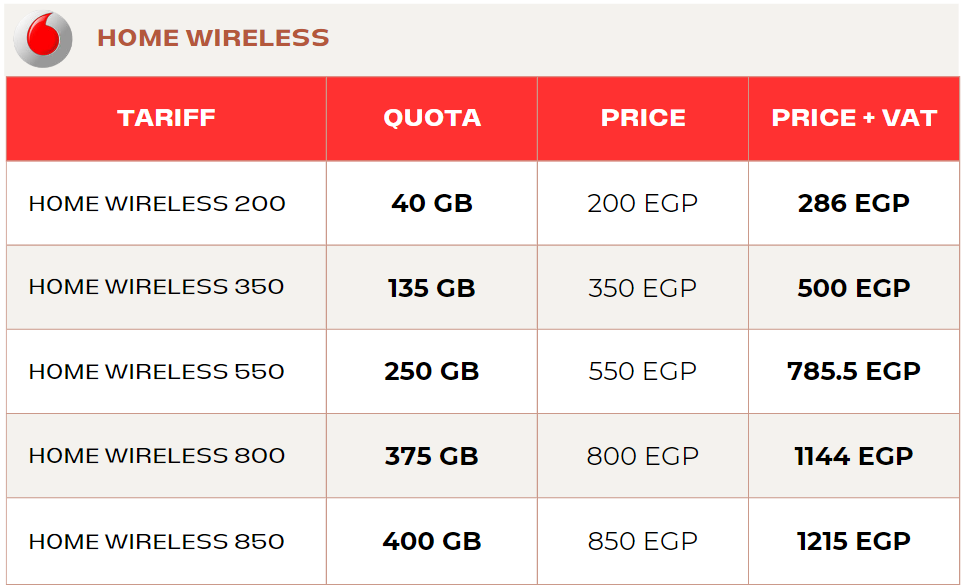 HOME WIRELESS
TARIFF QUOTA PRICE PRICE + VAT
HOME WIRELESS 200 40 GB 200 EGP 286 EGP
HOME WIRELESS 350 135 GB 350 EGP 500 EGP
HOME WIRELESS 550 250 GB 550 EGP 785.5 EGP
HOME WIRELESS 800 375 GB 800 EGP 1144 EGP
HOME WIRELESS 850 400 GB 850 EGP 1215 EGP